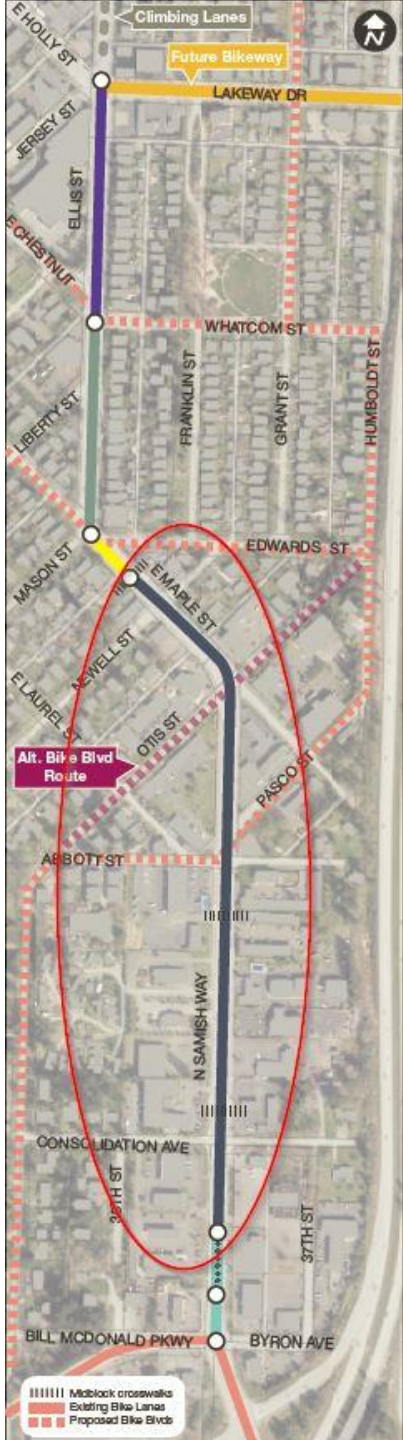 Climbing Lanes
N
E HOLLY ST
Future Bikeway
LAKEWAY DR
JERSEY ST
ELLIS ST
E CHESTNUT
WHATCOM ST
FRANKLIN ST
GRANT ST
HUMBOLDT ST
LIBERTY ST
MASON ST
EDWARDS ST
E MAPLE ST
NEWELL ST
E LAUREL ST
OTIS ST
Alt. Bike Blvd
Route
PASCO ST
ABBOTT ST
N SAMISH WAY
CONSOLIDATION AVE
36TH ST
37TH ST
BILL MCDONALD PKWY
BYRON AVE
Midblock crosswalks
Existing Bike Lanes
Proposed Bike Blvds